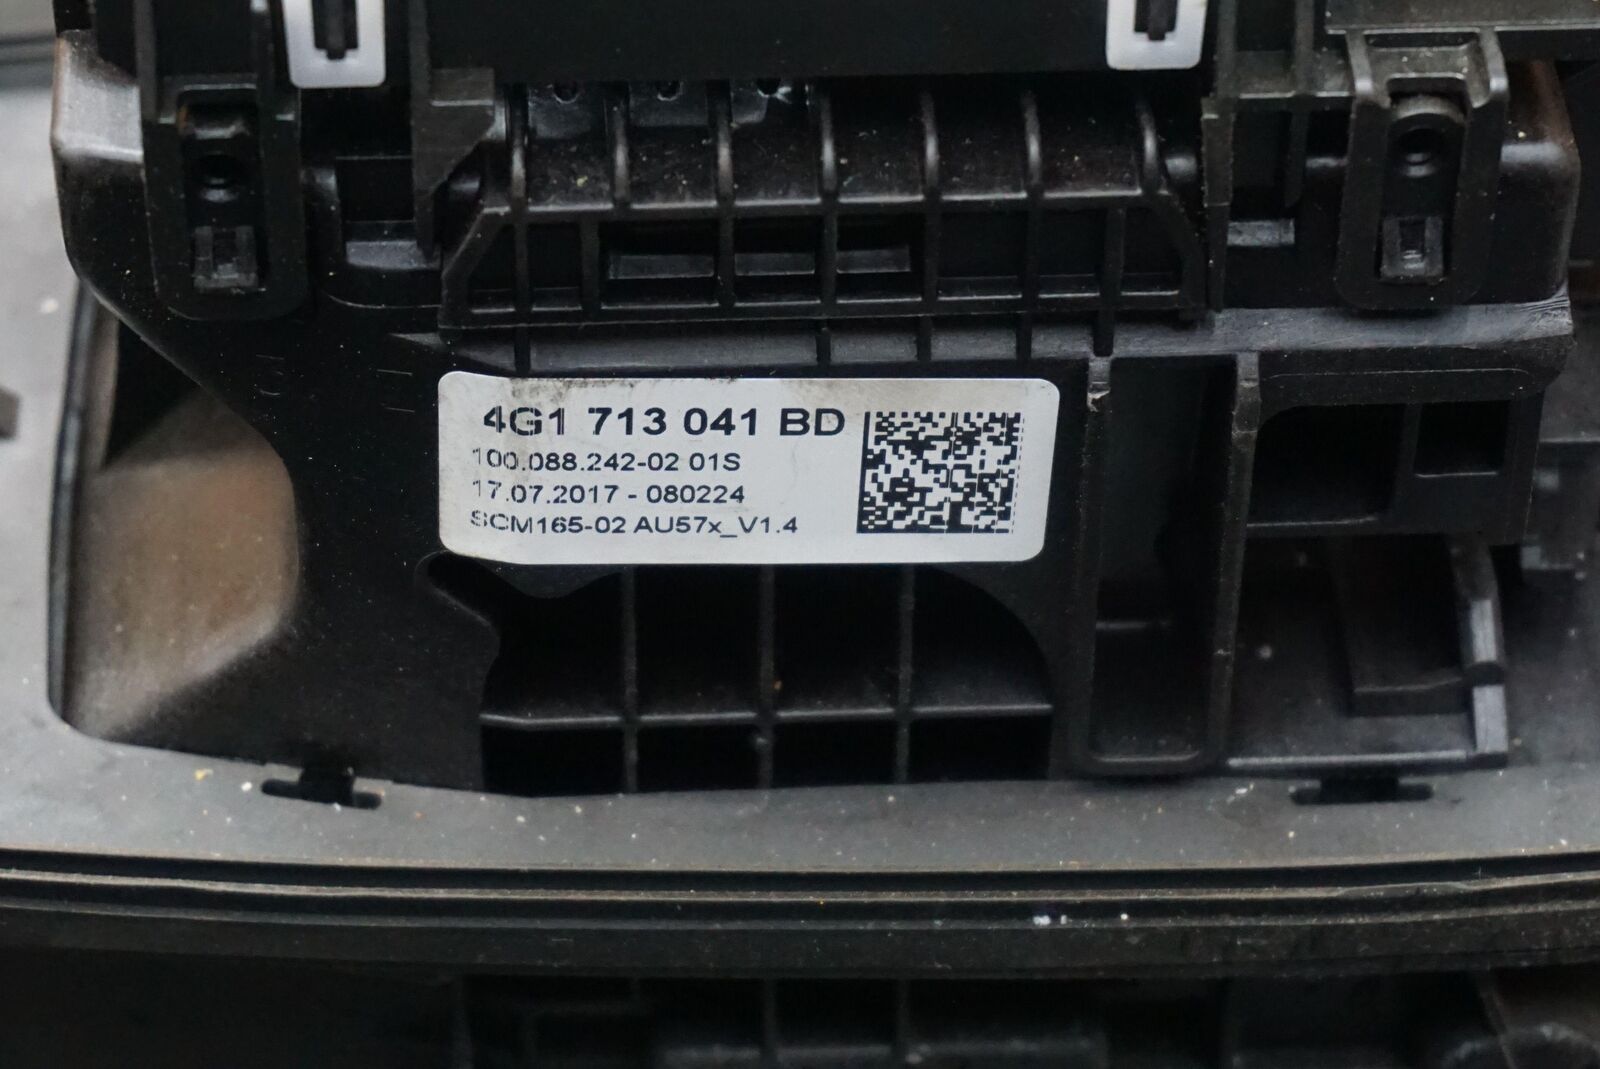 4G1 713 041 BD
100.088.242-02 01S
17.07.2017 - 080224
SCM165-02 AU57x_V1.4